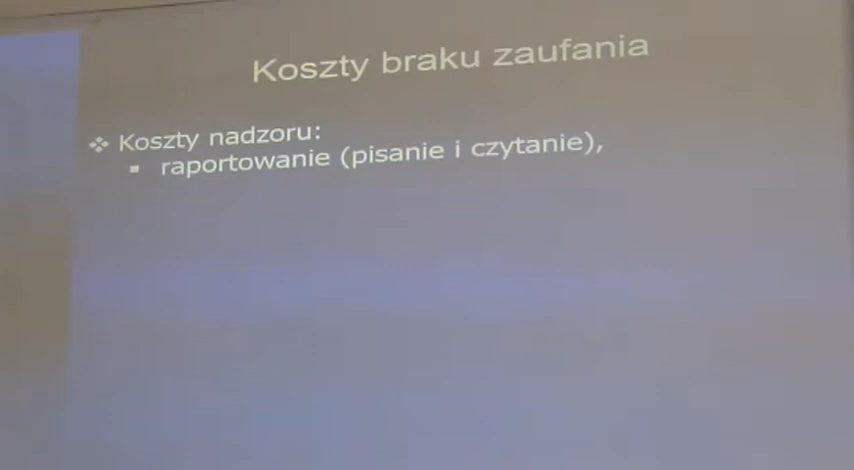 Koszty braku zaufania
Koszty nadzoru:
raportowanie (pisanie i czytanie),